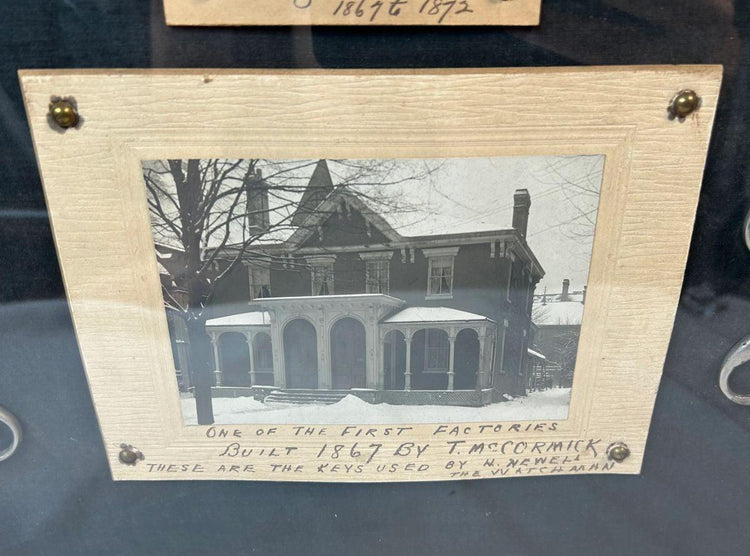 1867 to 1872
ONE OF THE FIRST FACTORIES
BUILT 1867 BY T. McCORMICK
THESE ARE THE KEYS USED BY N. NEWELL
THE WATCHMAN